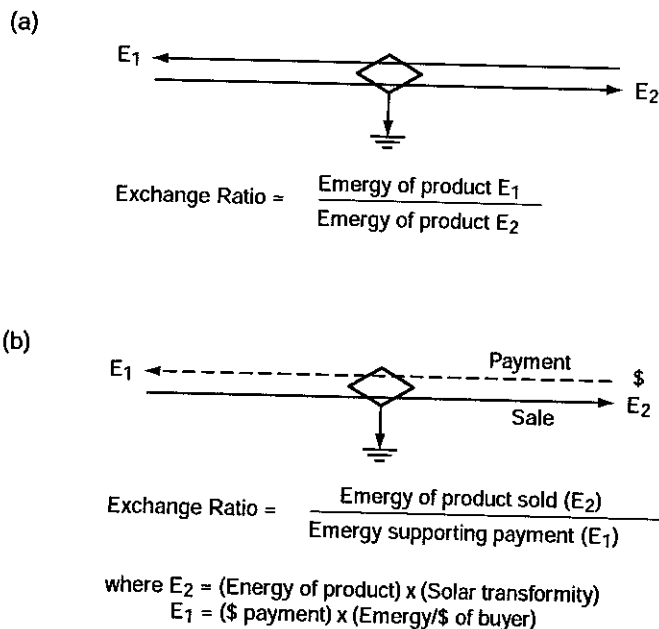 (a)
E1
E2
Exchange Ratio = Emergy of product E1
Emergy of product E2
(b)
E1
Payment
$
E2
Sale
Exchange Ratio = Emergy of product sold (E2)
Emergy supporting payment (E1)
where E2 = (Energy of product) x (Solar transformity)
E1 = ($ payment) x (Emergy/$ of buyer)